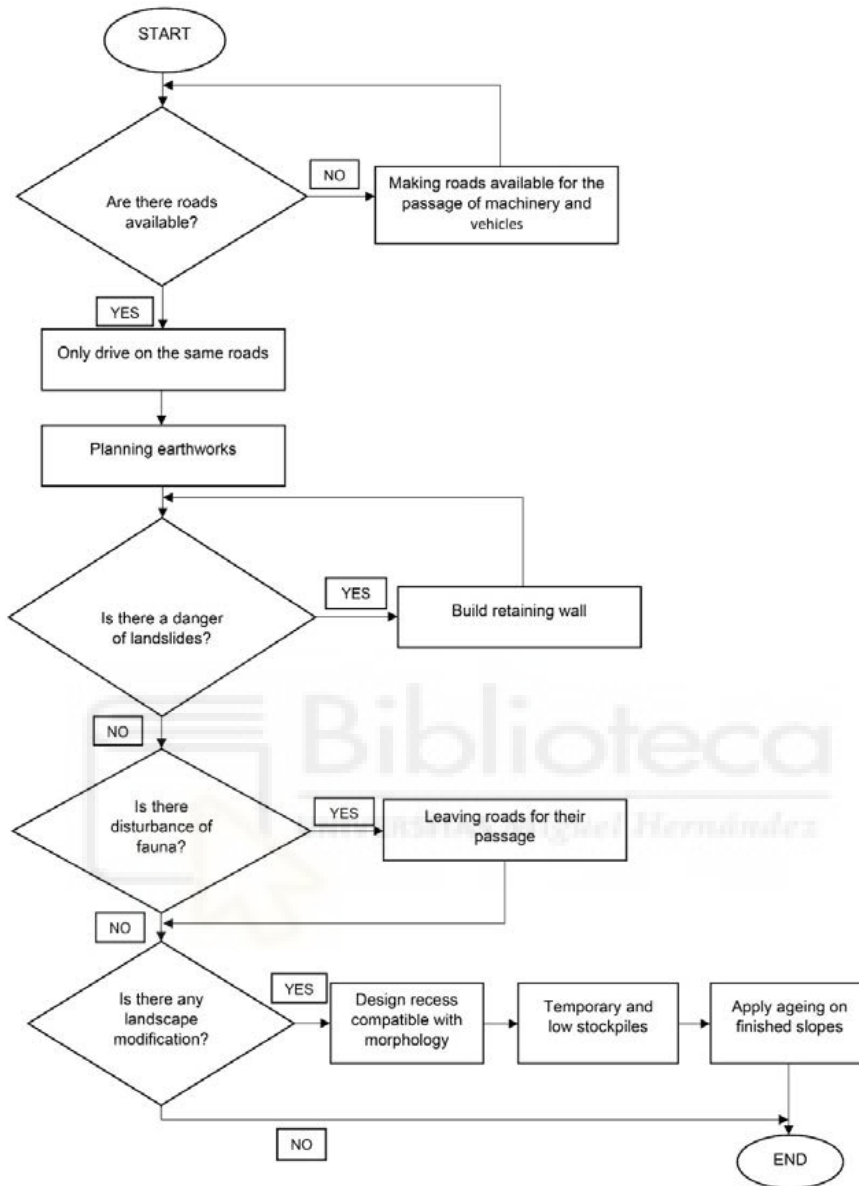 START
Are there roads
available?
NO
Making roads available for the
passage of machinery and
vehicles
YES
Only drive on the same roads
Planning earthworks
Is there a danger
of landslides?
YES
Build retaining wall
NO
Biblioteca
Is there
disturbance of
fauna?
YES
Leaving roads for their
passage
Miguel Hernández
NO
Is there any
landscape
modification?
YES
Design recess
compatible with
morphology
Temporary and
low stockpiles
Apply ageing on
finished slopes
NO
END